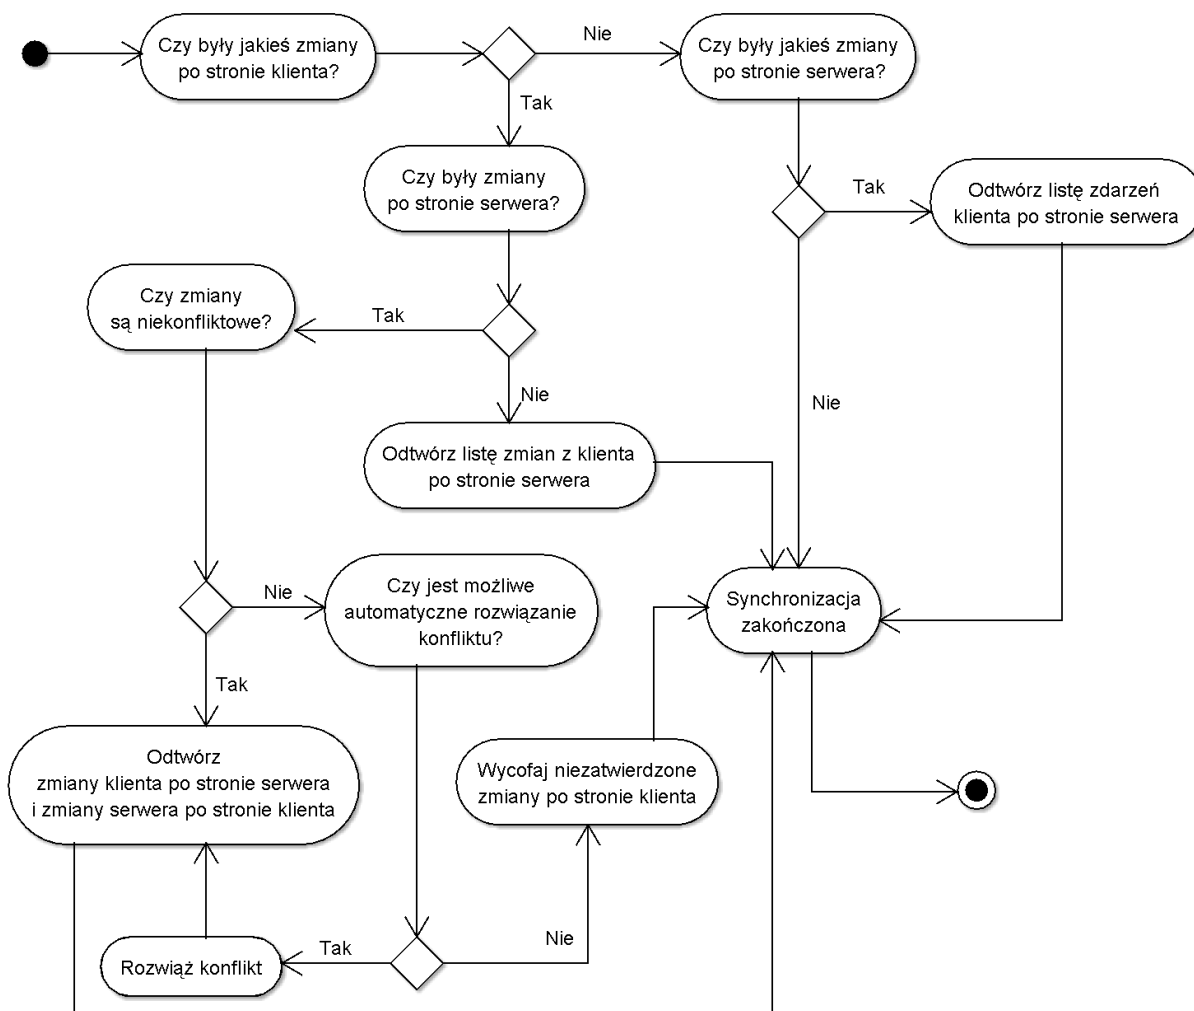 Czy były jakieś zmiany
po stronie klienta?
Nie
Czy były jakieś zmiany
po stronie serwera?
Tak
Czy były zmiany
po stronie serwera?
Tak
Odtwórz listę zdarzeń
klienta po stronie serwera
Czy zmiany
są niekonfliktowe?
Tak
Nie
Nie
Odtwórz listę zmian z klienta
po stronie serwera
Nie
Czy jest możliwe
automatyczne rozwiązanie
konfliktu?
Synchronizacja
zakończona
Tak
Odtwórz
zmiany klienta po stronie serwera
i zmiany serwera po stronie klienta
Wycofaj niezatwierdzone
zmiany po stronie klienta
Rozwiąż konflikt
Tak
Nie